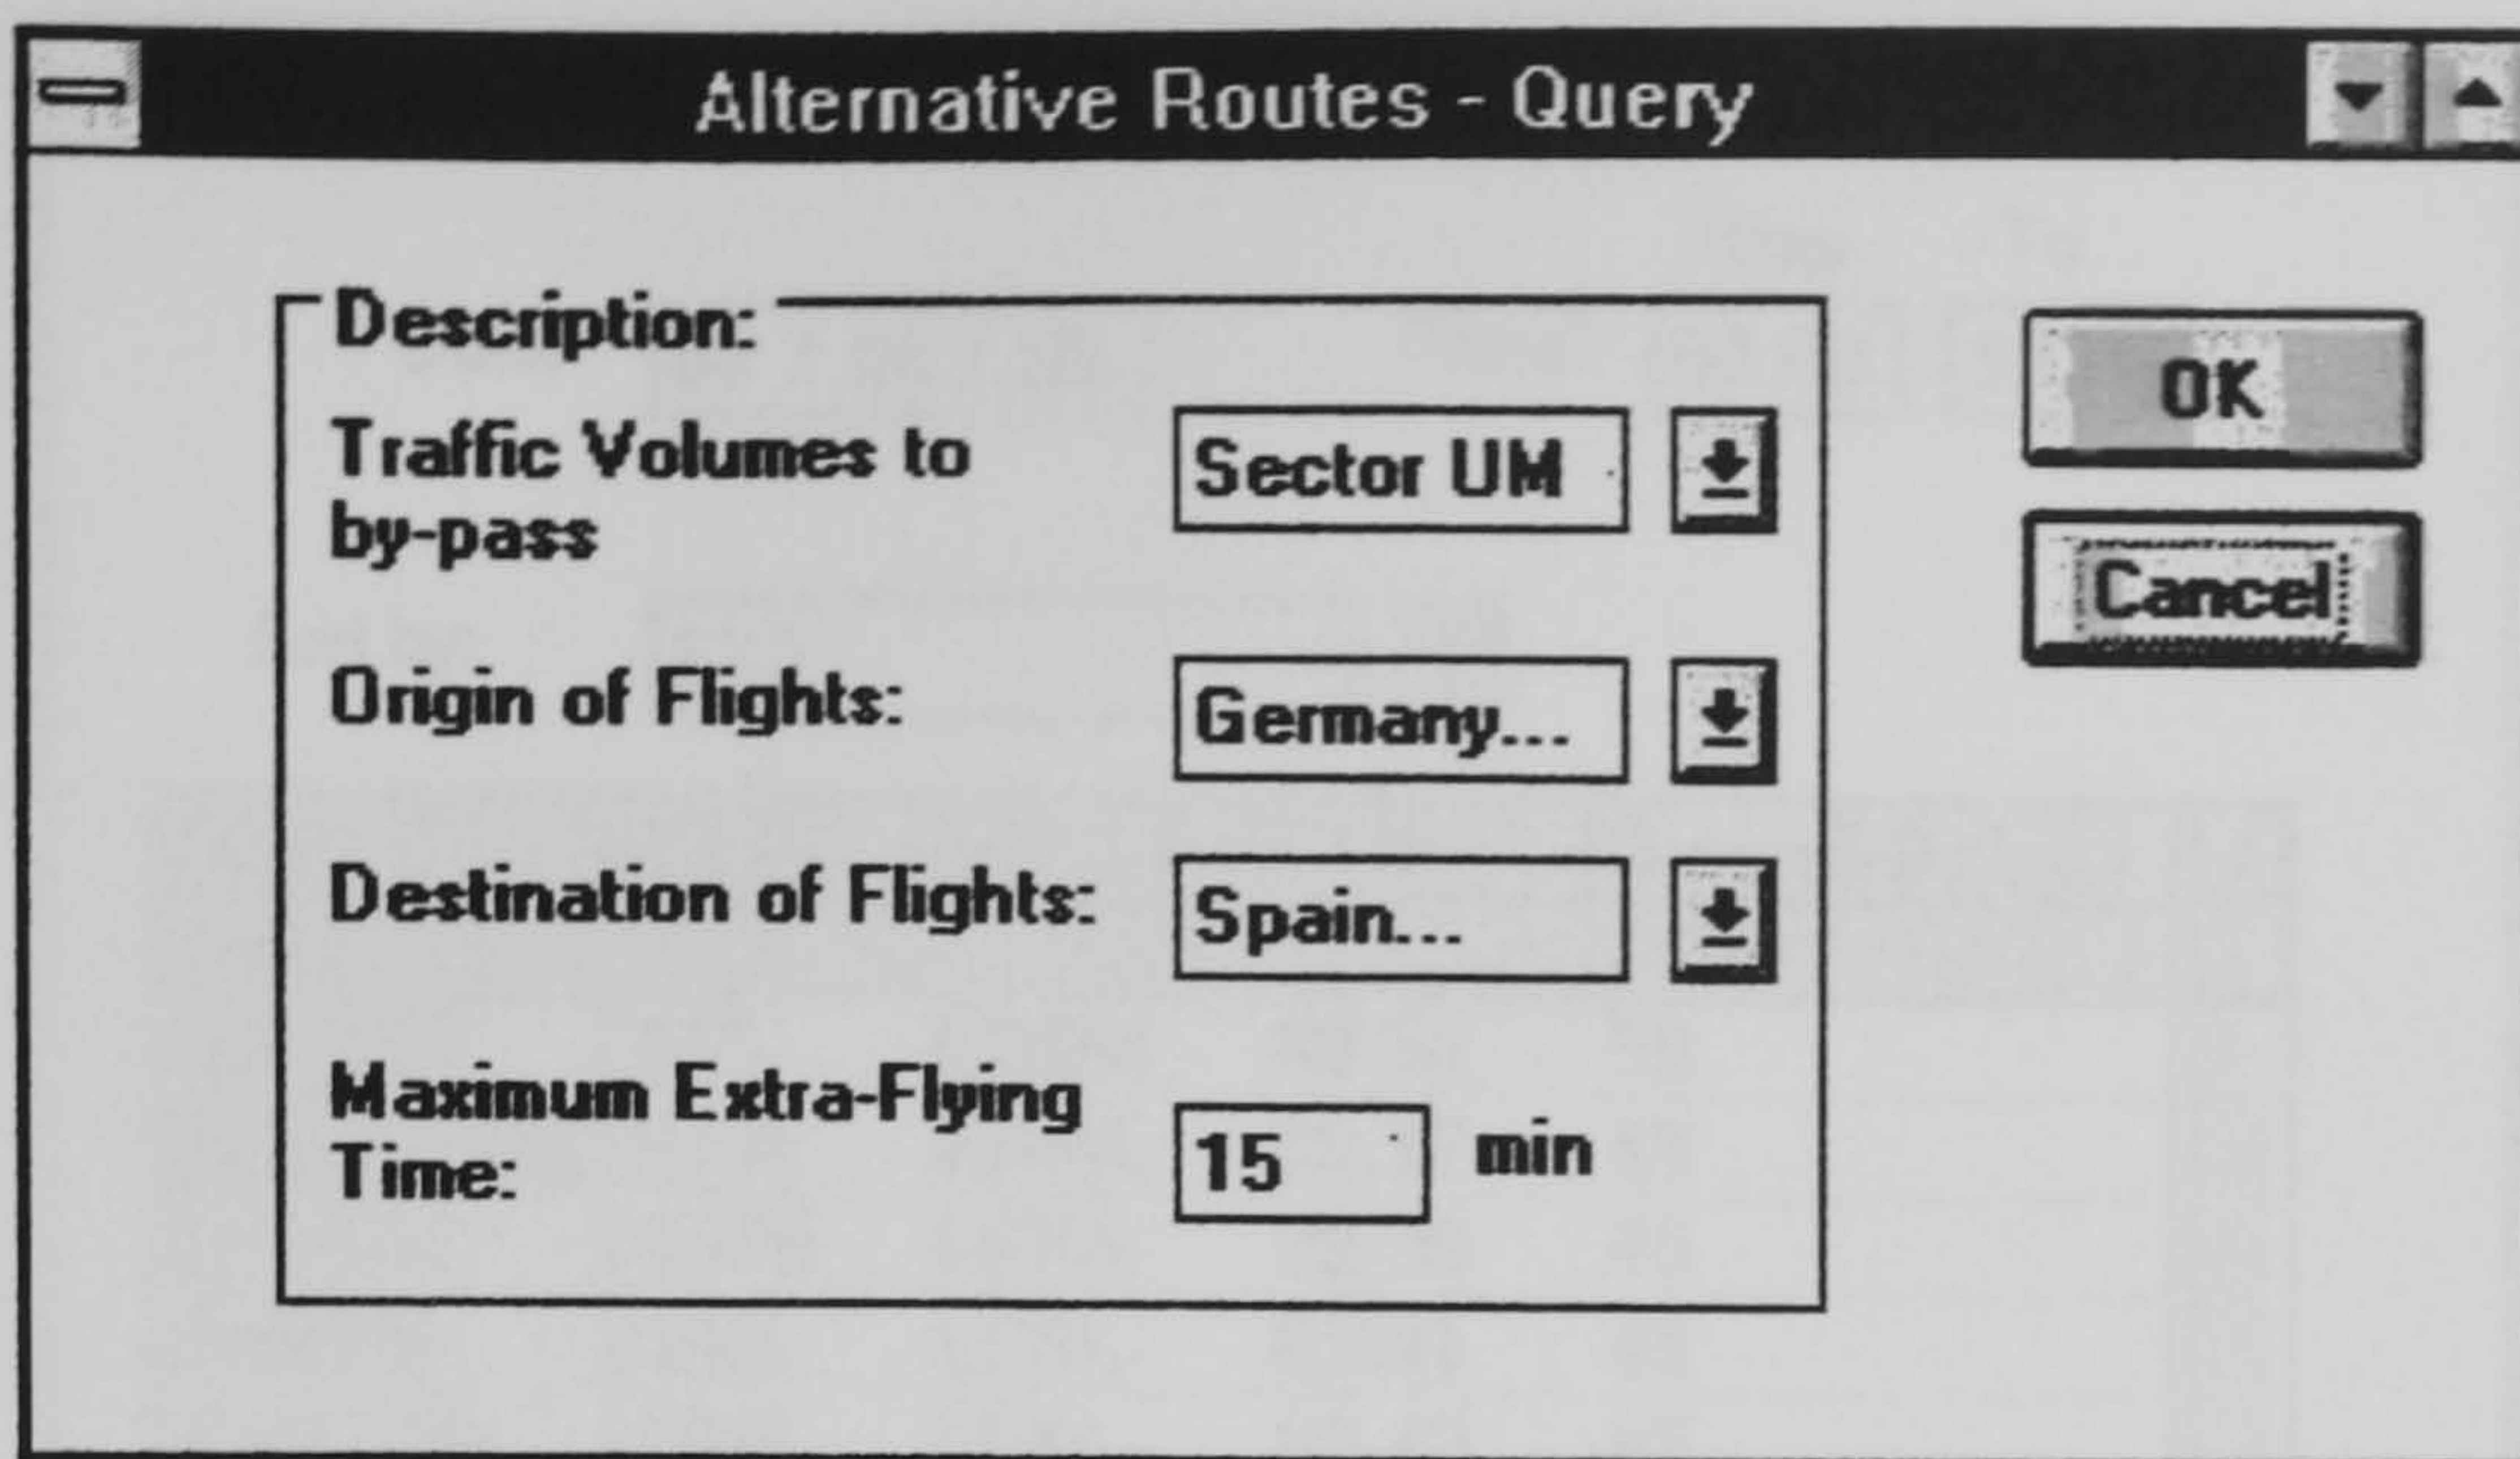 Alternative Routes - Query
Description:
Traffic Volumes to
by-pass
Sector UM
Origin of Flights:
Germany...
Destination of Flights:
Spain...
Maximum Extra-Flying
Time:
15 min
OK
Cancel